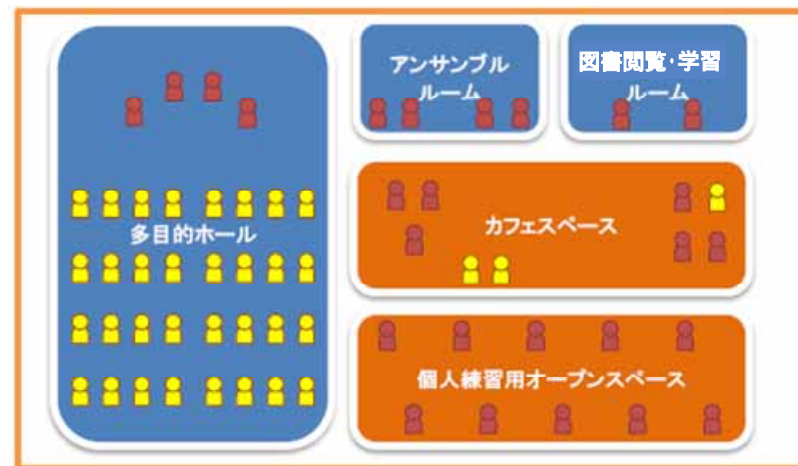 アンサンブル
ルーム
図書閲覧・学習
ルーム
多目的ホール
カフェスペース
個人練習用オープンスペース